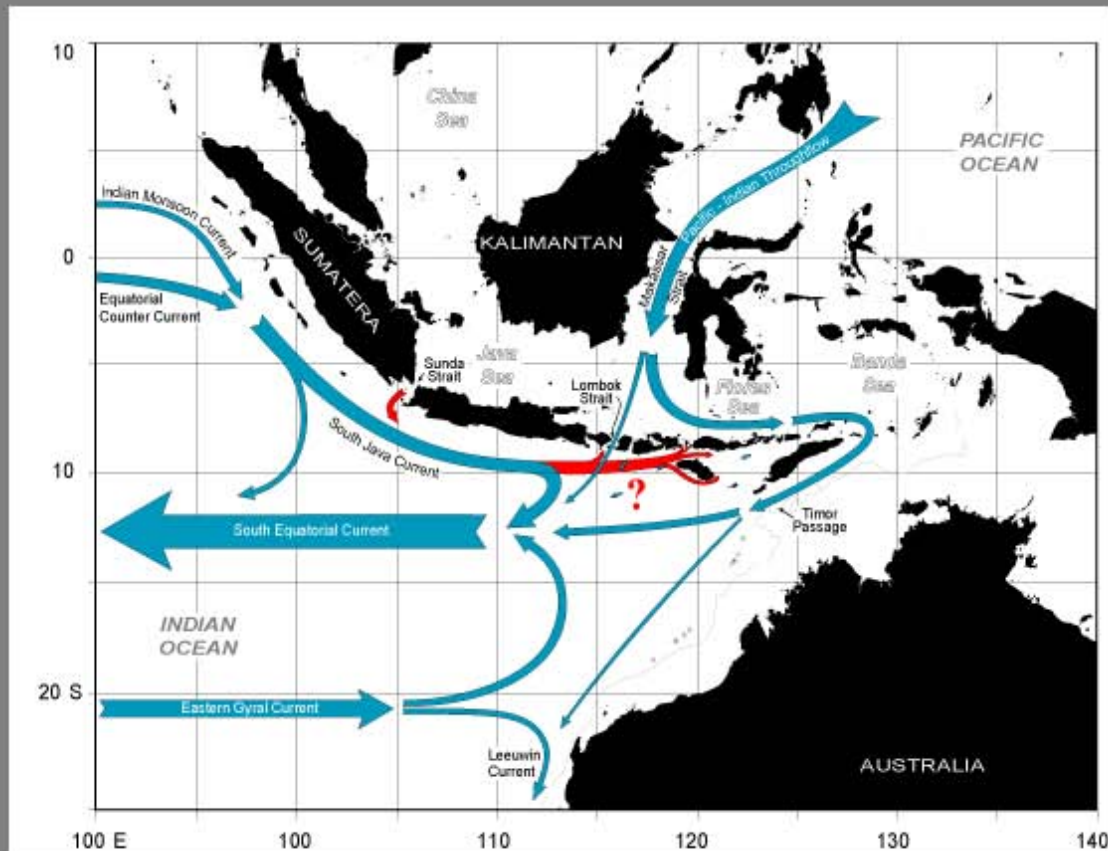 10
China
Sea
PACIFIC
OCEAN
Pacific - Indian Throughflow
Indian Monsoon Current
SUMATERA
KALIMANTAN
Makassar
Strait
0
Equatorial
Counter Current
Sunda
Strait
Java
Sea
Lombok
Strait
Flores
Sea
Banda
Sea
South Java Current
10
?
Timor
Passage
South Equatorial Current
INDIAN
OCEAN
20 S
Eastern Gyral Current
Leeuwin
Current
AUSTRALIA
100 E
100
110
120
130
140